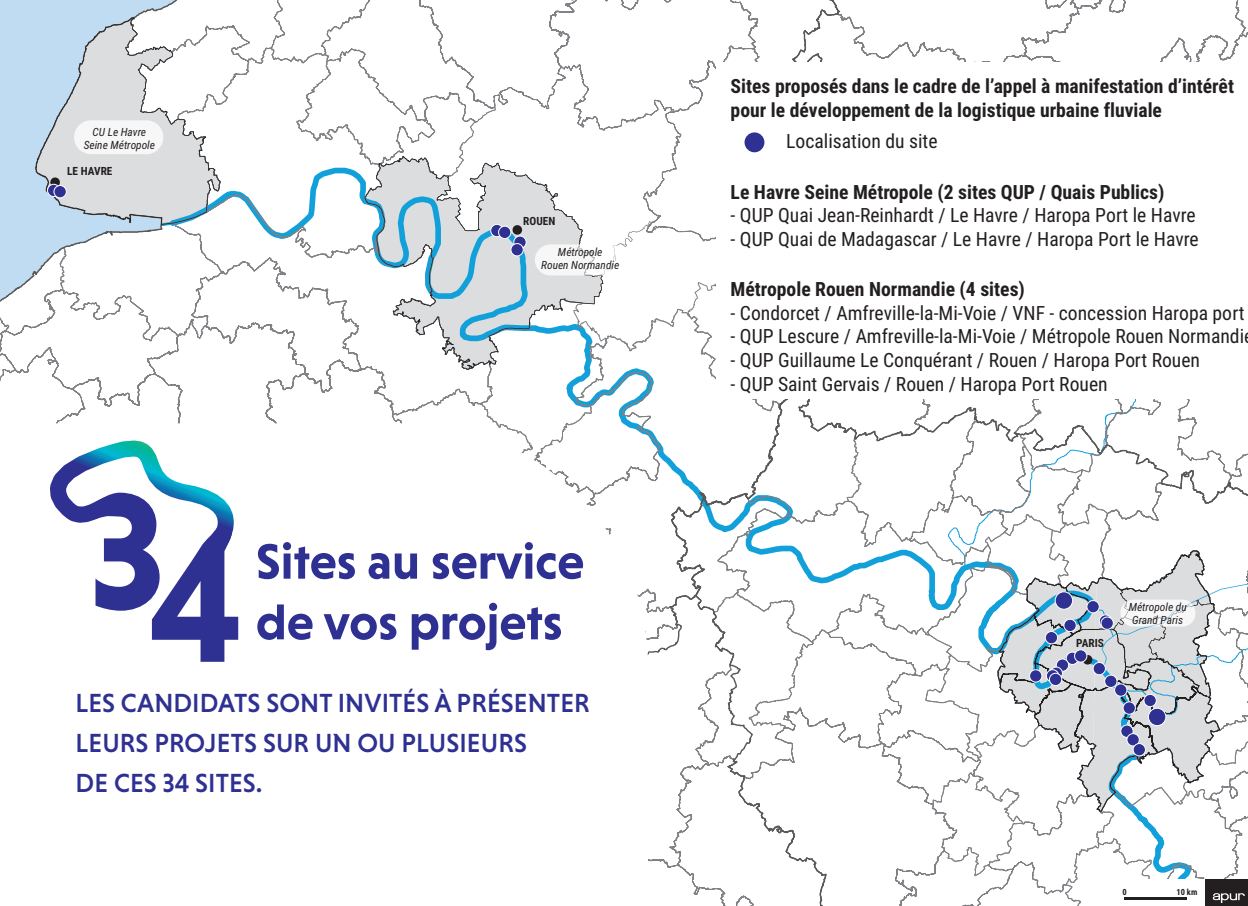 CU Le Havre
Seine Métropole
LE HAVRE
ROUEN
Métropole
Rouen Normandie
Sites proposés dans le cadre de l'appel à manifestation d'intérêt
pour le développement de la logistique urbaine fluviale
Localisation du site
Le Havre Seine Métropole (2 sites QUP / Quais Publics)
- QUP Quai Jean-Reinhardt / Le Havre / Haropa Port le Havre
- QUP Quai de Madagascar / Le Havre / Haropa Port le Havre
Métropole Rouen Normandie (4 sites)
- Condorcet / Amfreville-la-Mi-Voie / VNF - concession Haropa port
- QUP Lescure / Amfreville-la-Mi-Voie / Métropole Rouen Normandie
- QUP Guillaume Le Conquérant / Rouen / Haropa Port Rouen
- QUP Saint Gervais / Rouen / Haropa Port Rouen
34 Sites au service
de vos projets
LES CANDIDATS SONT INVITÉS À PRÉSENTER
LEURS PROJETS SUR UN OU PLUSIEURS
DE CES 34 SITES.
Métropole du
Grand Paris
PARIS
0 10 km
apur